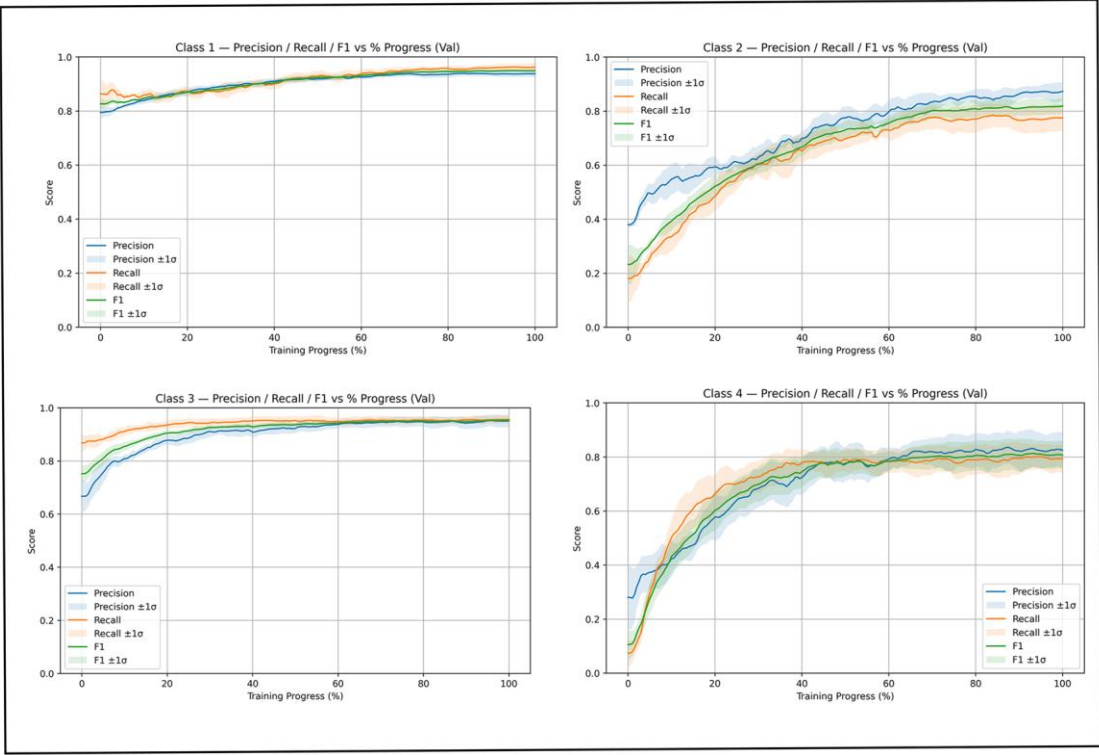 Class 1 — Precision / Recall / F1 vs % Progress (Val)
1.0
0.8
0.6
0.4
0.2
0.0
Score
Precision
Precision ±1σ
Recall
Recall ±1σ
F1
F1 ±1σ
0 20 40 60 80 100
Training Progress (%)
Class 2 — Precision / Recall / F1 vs % Progress (Val)
1.0
0.8
0.6
0.4
0.2
0.0
Score
Precision
Precision ±1σ
Recall
Recall ±1σ
F1
F1 ±1σ
0 20 40 60 80 100
Training Progress (%)
Class 3 — Precision / Recall / F1 vs % Progress (Val)
1.0
0.8
0.6
0.4
0.2
0.0
Score
Precision
Precision ±1σ
Recall
Recall ±1σ
F1
F1 ±1σ
0 20 40 60 80 100
Training Progress (%)
Class 4 — Precision / Recall / F1 vs % Progress (Val)
1.0
0.8
0.6
0.4
0.2
0.0
Score
Precision
Precision ±1σ
Recall
Recall ±1σ
F1
F1 ±1σ
0 20 40 60 80 100
Training Progress (%)